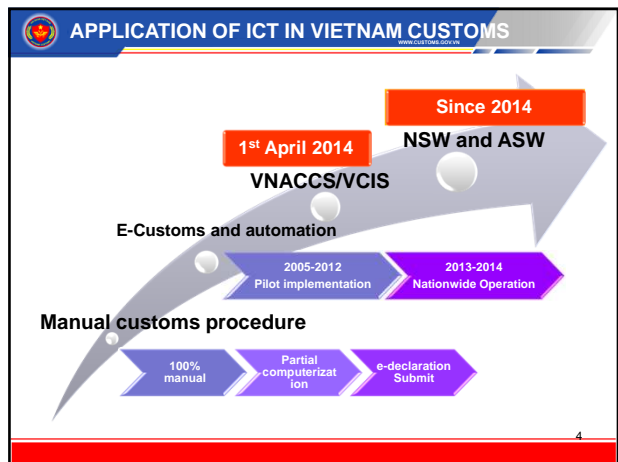 APPLICATION OF ICT IN VIETNAM CUSTOMS
WWW.CUSTOMS.GOV.VN
Since 2014
NSW and ASW
1st April 2014
VNACCS/VCIS
E-Customs and automation
2005-2012
Pilot implementation
2013-2014
Nationwide Operation
Manual customs procedure
100%
manual
Partial
computerizat
ion
e-declaration
Submit
4